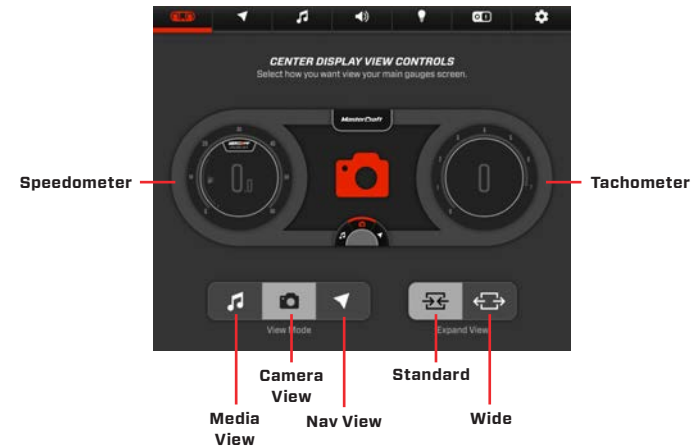 CENTER DISPLAY VIEW CONTROLS
Select how you want view your main gauges screen.
MasterCraft
Speedometer
0.0
0
Tachometer
View Mode
Expand View
Camera
View
Standard
Media
View
Nav View
Wide